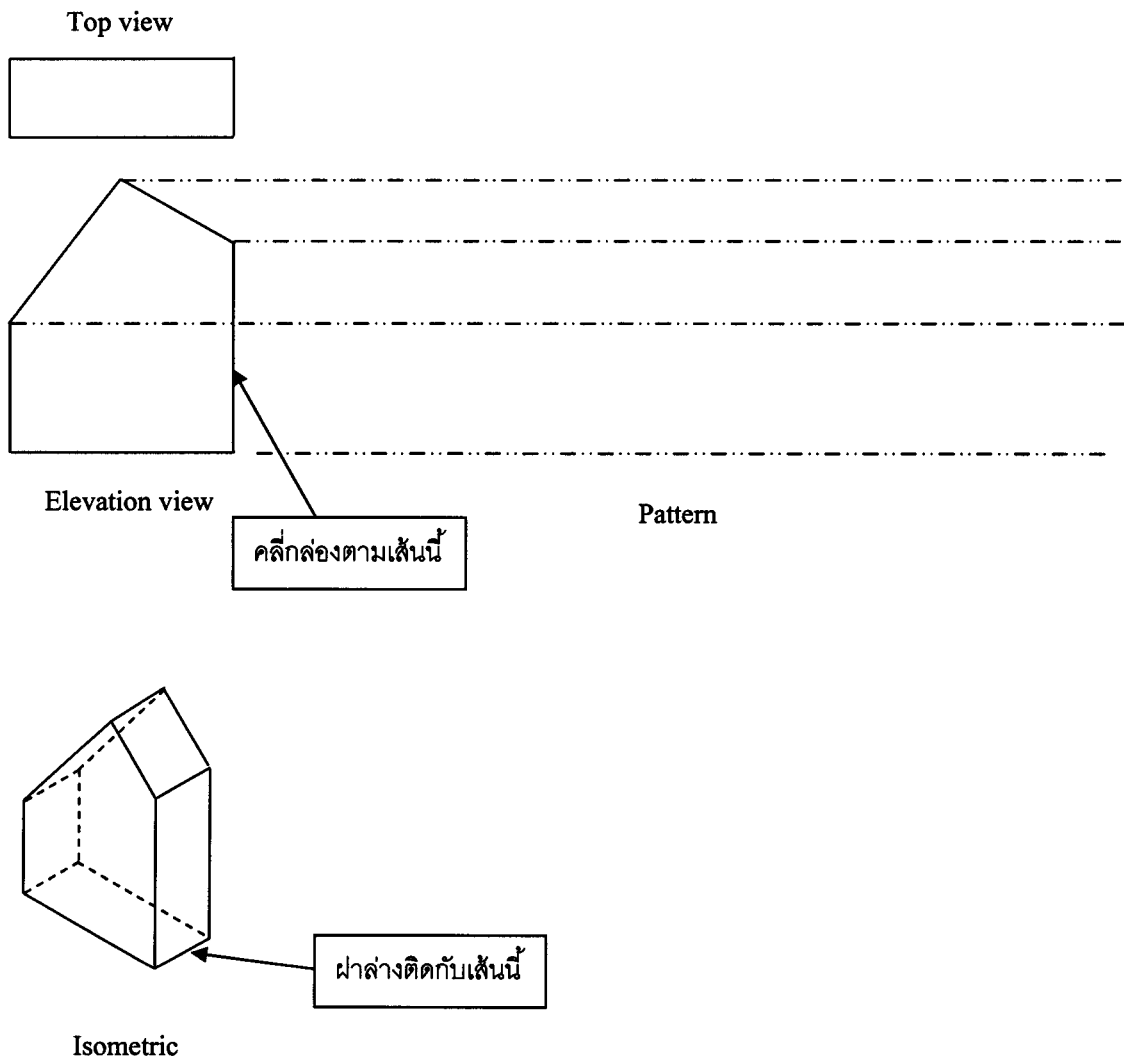 Top view
Elevation view
Pattern
คลี่กล่องตามเส้นนี้
ฝาล่างติดกับเส้นนี้
Isometric